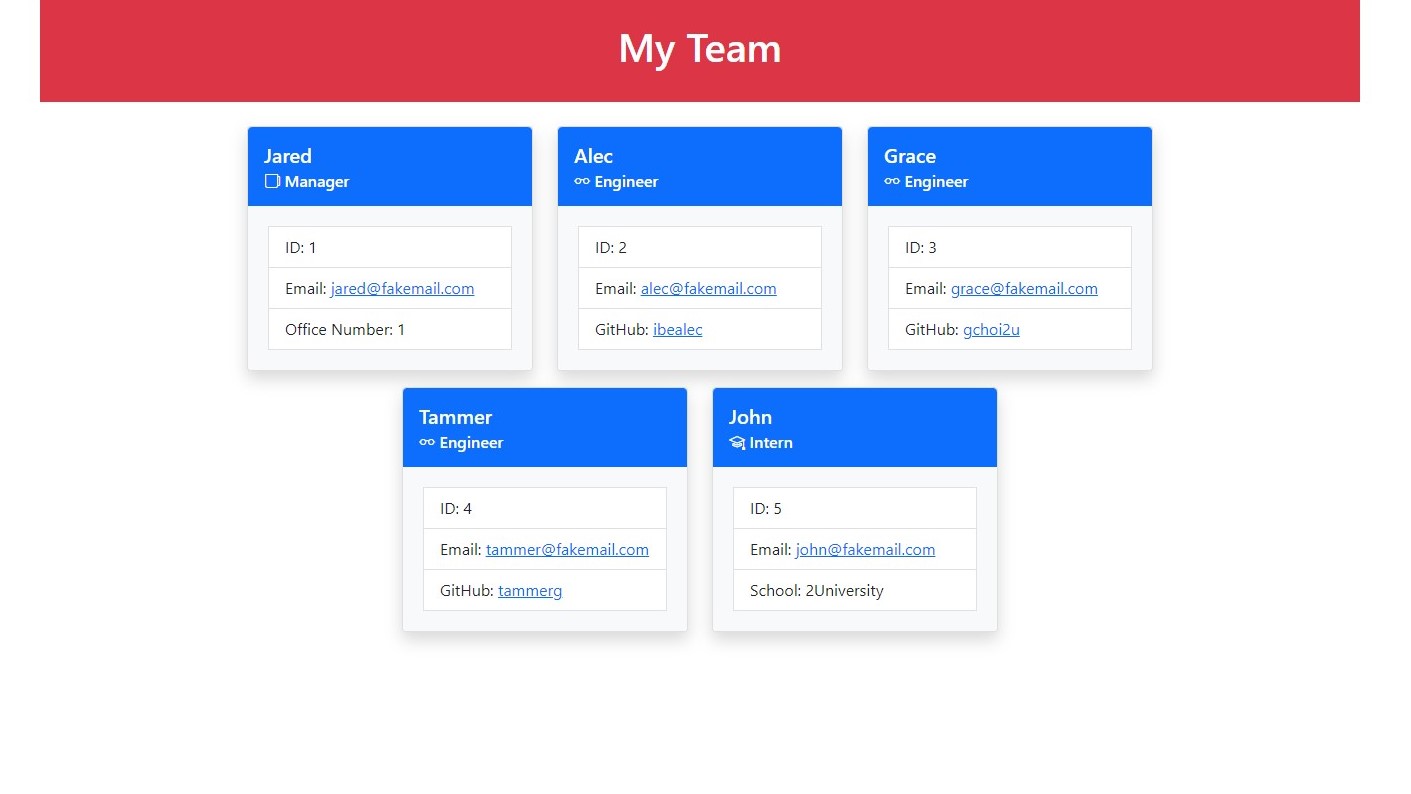 My Team
Jared
Manager
ID: 1
Email: jared@fakemail.com
Office Number: 1
Alec
Engineer
ID: 2
Email: alec@fakemail.com
GitHub: ibealec
Grace
Engineer
ID: 3
Email: grace@fakemail.com
GitHub: gchoi2u
Tammer
Engineer
ID: 4
Email: tammer@fakemail.com
GitHub: tammerg
John
Intern
ID: 5
Email: john@fakemail.com
School: 2University